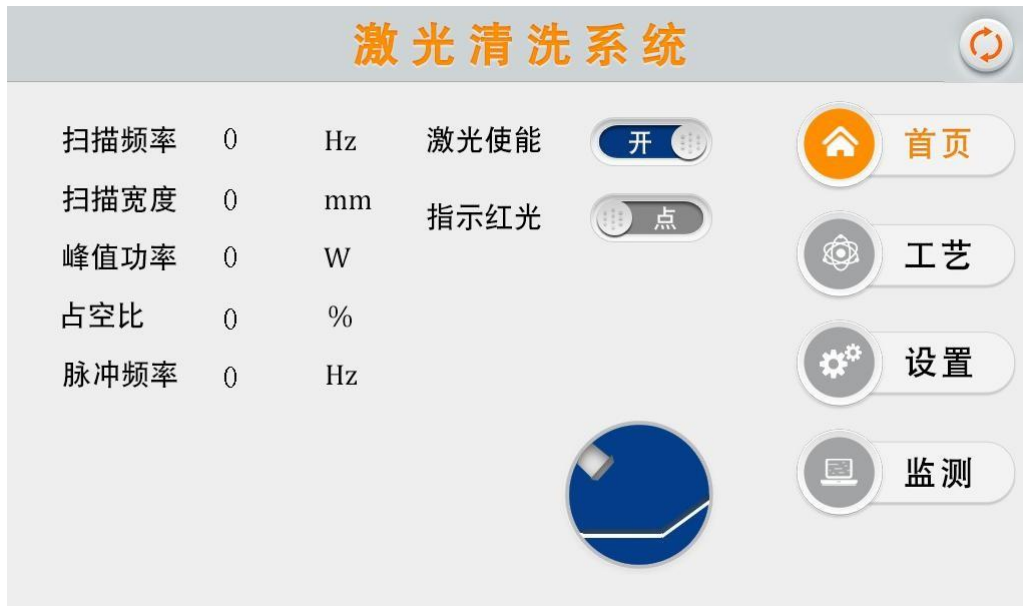 激光清洗系统
扫描频率 0 Hz
扫描宽度 0 mm
峰值功率 0 W
占空比 0 %
脉冲频率 0 Hz
激光使能 开
指示红光 点
首页
工艺
设置
监测